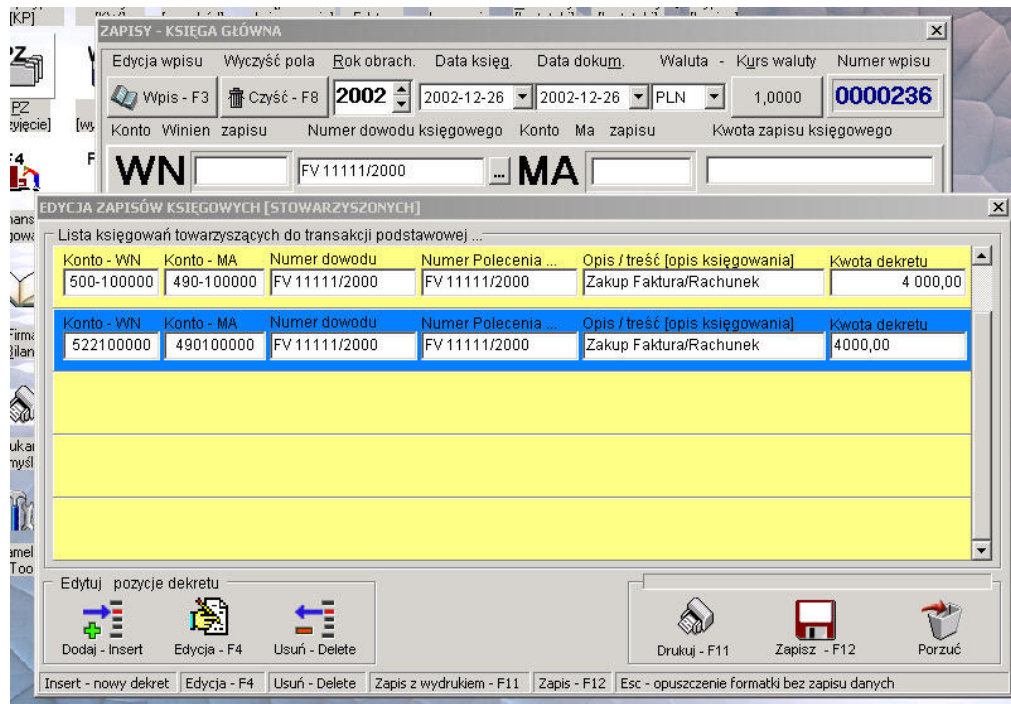 [KP]
ZAPISY - KSIĘGA GŁÓWNA
Edycja wpisu Wyczyść pola Rok obrach. Data księg. Data dokum. Waluta - Kurs waluty Numer wpisu
Wpis - F3 Czyść - F8 2002 2002-12-26 2002-12-26 PLN 1,0000 0000236
PZ
Konto Winien zapisu Numer dowodu księgowego Konto Ma zapisu Kwota zapisu księgowego
WN FV 11111/2000 ... MA
EDYCJA ZAPISÓW KSIĘGOWYCH [STOWARZYSZONYCH]
Lista księgowań towarzyszących do transakcji podstawowej ...
Konto - WN Konto - MA Numer dowodu Numer Polecenia ... Opis / treść [opis księgowania] Kwota dekretu
500-100000 490-100000 FV 11111/2000 FV 11111/2000 Zakup Faktura/Rachunek 4 000,00
Konto - WN Konto - MA Numer dowodu Numer Polecenia ... Opis / treść [opis księgowania] Kwota dekretu
522100000 490100000 FV 11111/2000 FV 11111/2000 Zakup Faktura/Rachunek 4000,00
Edytuj pozycje dekretu
Dodaj - Insert Edycja - F4 Usuń - Delete Drukuj - F11 Zapisz - F12 Porzuć
Insert - nowy dekret Edycja - F4 Usuń - Delete Zapis z wydrukiem - F11 Zapis - F12 Esc - opuszczenie formatki bez zapisu danych